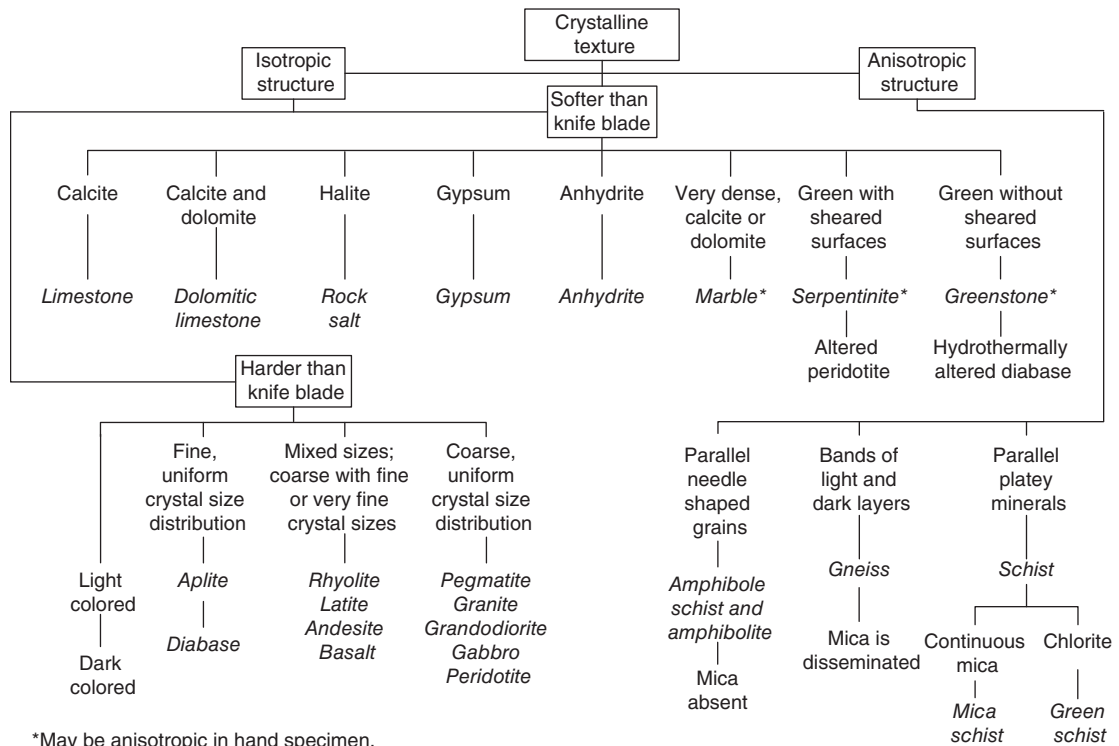 Crystalline
texture
Isotropic
structure
Anisotropic
structure
Softer than
knife blade
Calcite
Calcite and
dolomite
Halite
Gypsum
Anhydrite
Very dense,
calcite or
dolomite
Green with
sheared
surfaces
Green without
sheared
surfaces
Limestone
Dolomitic
limestone
Rock
salt
Gypsum
Anhydrite
Marble*
Serpentinite*
Greenstone*
Altered
peridotite
Hydrothermally
altered diabase
Harder than
knife blade
Fine,
uniform
crystal size
distribution
Mixed sizes;
coarse with fine
or very fine
crystal sizes
Coarse,
uniform
crystal size
distribution
Parallel
needle
shaped
grains
Bands of
light and
dark layers
Parallel
platey
minerals
Light
colored
Dark
colored
Aplite
Diabase
Rhyolite
Latite
Andesite
Basalt
Pegmatite
Granite
Grandodiorite
Gabbro
Peridotite
Amphibole
schist and
amphibolite
Mica
absent
Gneiss
Mica is
disseminated
Schist
Continuous
mica
Chlorite
Mica
schist
Green
schist
*May be anisotropic in hand specimen.